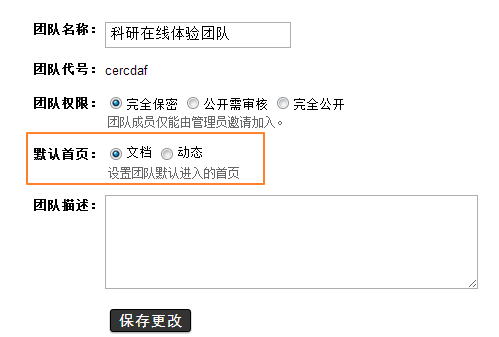 团队名称： 科研在线体验团队
团队代号： cercdaf
团队权限： 完全保密 公开需审核 完全公开
团队成员仅能由管理员邀请加入。
默认首页： 文档 动态
设置团队默认进入的首页
团队描述：
保存更改